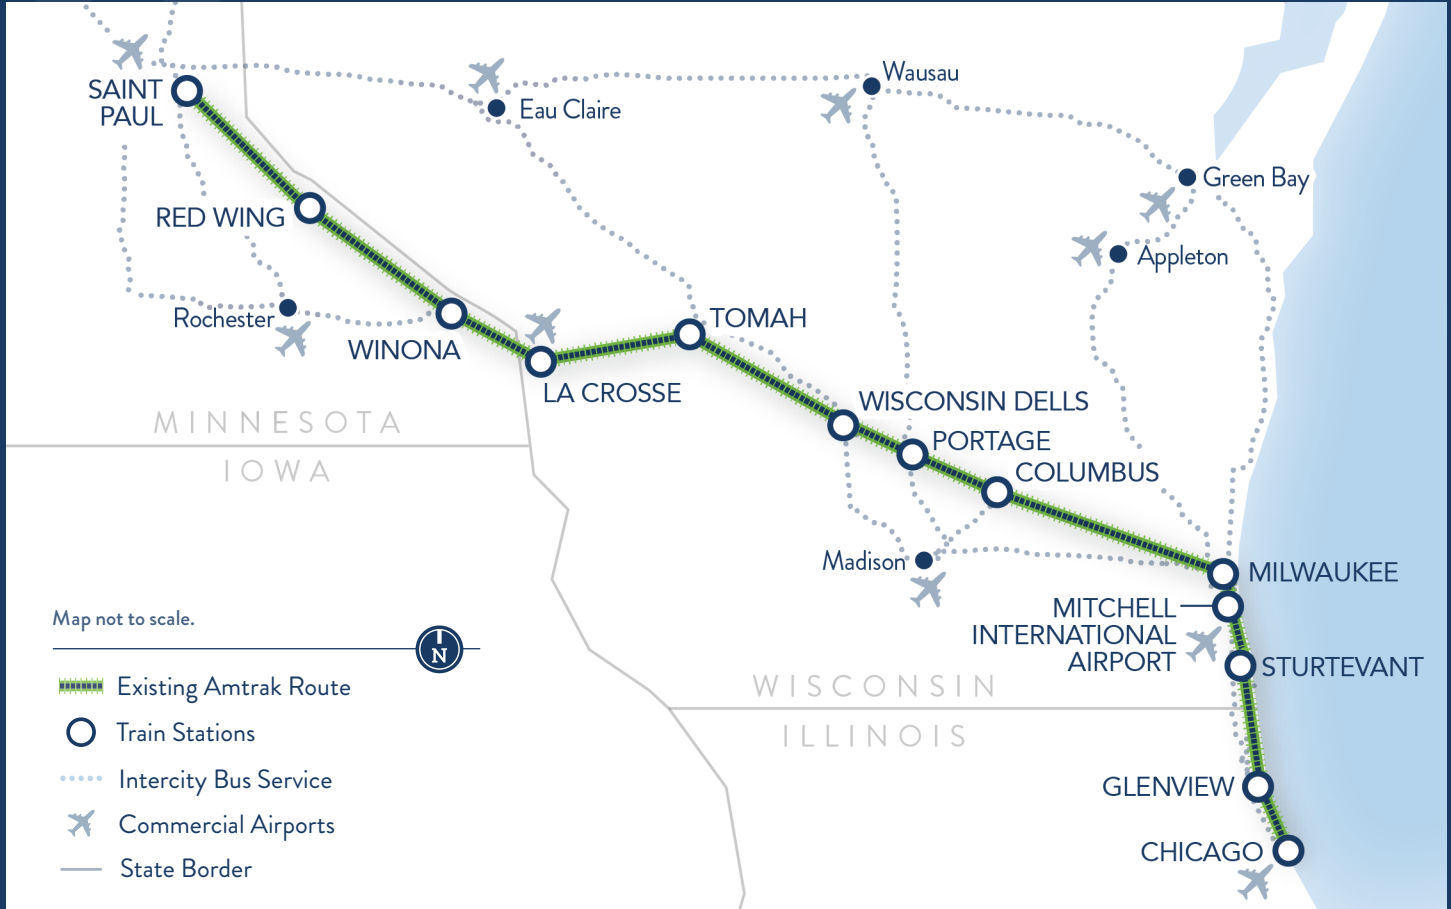 SAINT
PAUL
Eau Claire
Wausau
Green Bay
Appleton
RED WING
Rochester
WINONA
LA CROSSE
TOMAH
WISCONSIN DELLS
PORTAGE
COLUMBUS
MINNESOTA
IOWA
Madison
MILWAUKEE
MITCHELL
INTERNATIONAL
AIRPORT
STURTEVANT
WISCONSIN
ILLINOIS
GLENVIEW
CHICAGO
Map not to scale.
N
Existing Amtrak Route
Train Stations
Intercity Bus Service
Commercial Airports
State Border